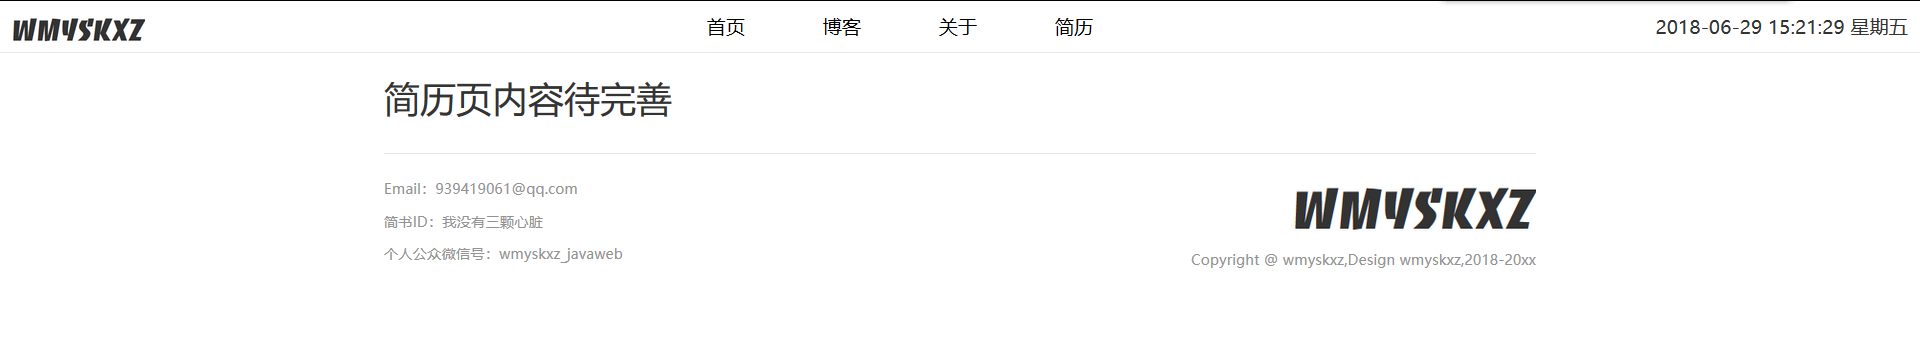 WMYSKXZ 首页 博客 关于 简历 2018-06-29 15:21:29 星期五
简历页内容待完善
Email：939419061@qq.com
简书ID：我没有三颗心脏
个人公众微信号：wmyskxz_javaweb
WMYSKXZ
Copyright @ wmyskxz,Design wmyskxz,2018-20xx